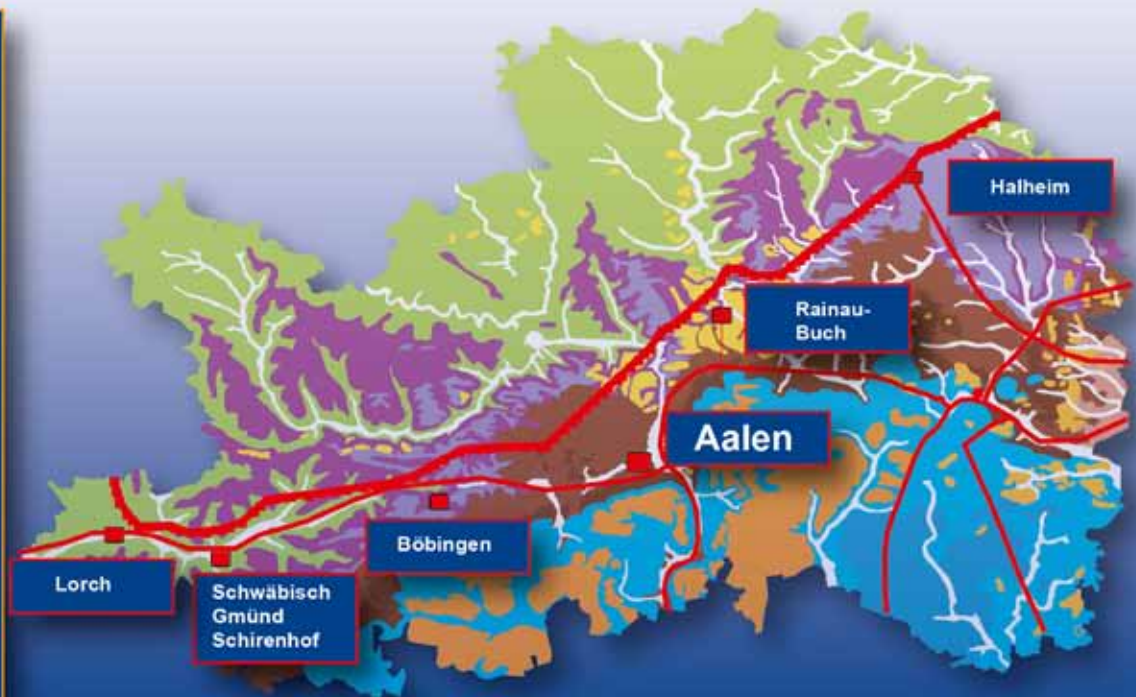 Halheim
Rainau-
Buch
Aalen
Böbingen
Lorch
Schwäbisch
Gmünd
Schirenhof